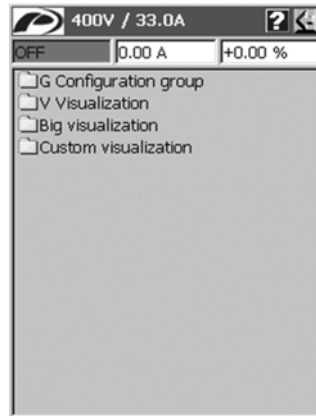 400V / 33.0A ?
OFF 0.00 A +0.00 %
G Configuration group
V Visualization
Big visualization
Custom visualization